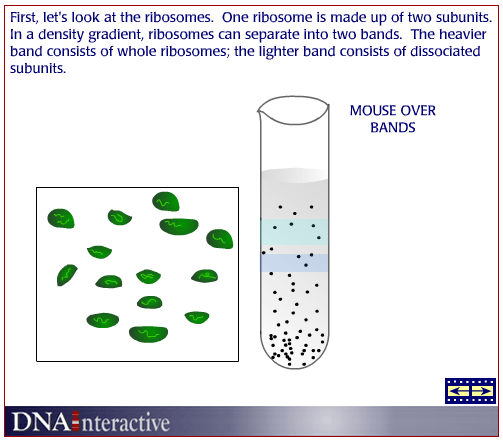 First, let's look at the ribosomes.  One ribosome is made up of two subunits.
In a density gradient, ribosomes can separate into two bands.  The heavier
band consists of whole ribosomes; the lighter band consists of dissociated
subunits.
MOUSE OVER
BANDS
DNAinteractive